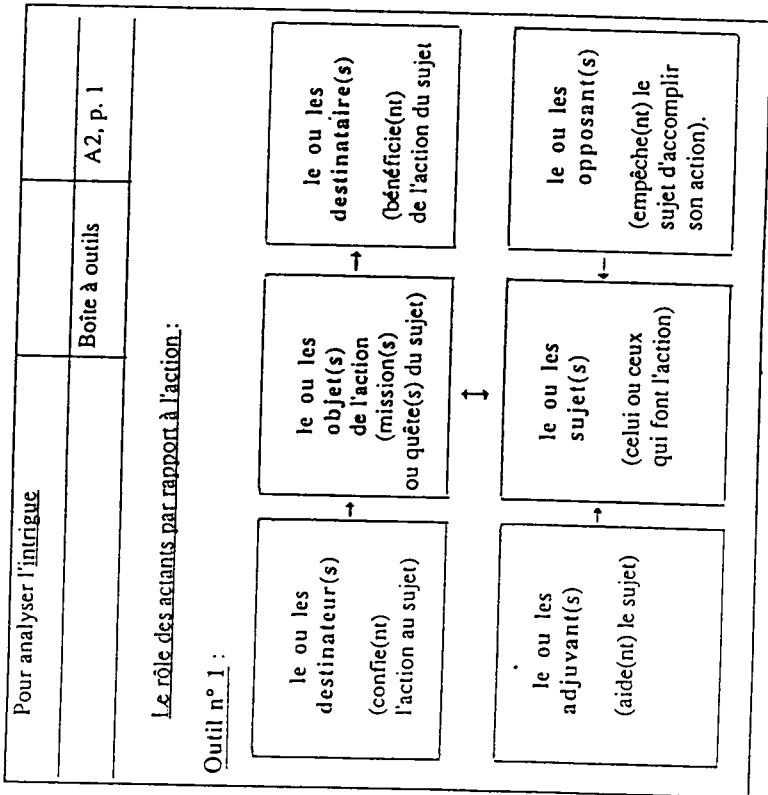 Pour analyser l'intrigue
Boîte à outils
A2, p. 1
Le rôle des actants par rapport à l'action :
Outil n° 1 :
le ou les
destinateur(s)
(confie(nt)
l'action au sujet)
→
le ou les
objet(s)
de l'action
(mission(s)
ou quête(s) du sujet)
→
le ou les
destinataire(s)
(bénéficie(nt)
de l'action du sujet
↕
le ou les
adjuvant(s)
(aide(nt) le sujet)
→
le ou les
sujet(s)
(celui ou ceux
qui font l'action)
←
le ou les
opposant(s)
(empêche(nt) le
sujet d'accomplir
son action).